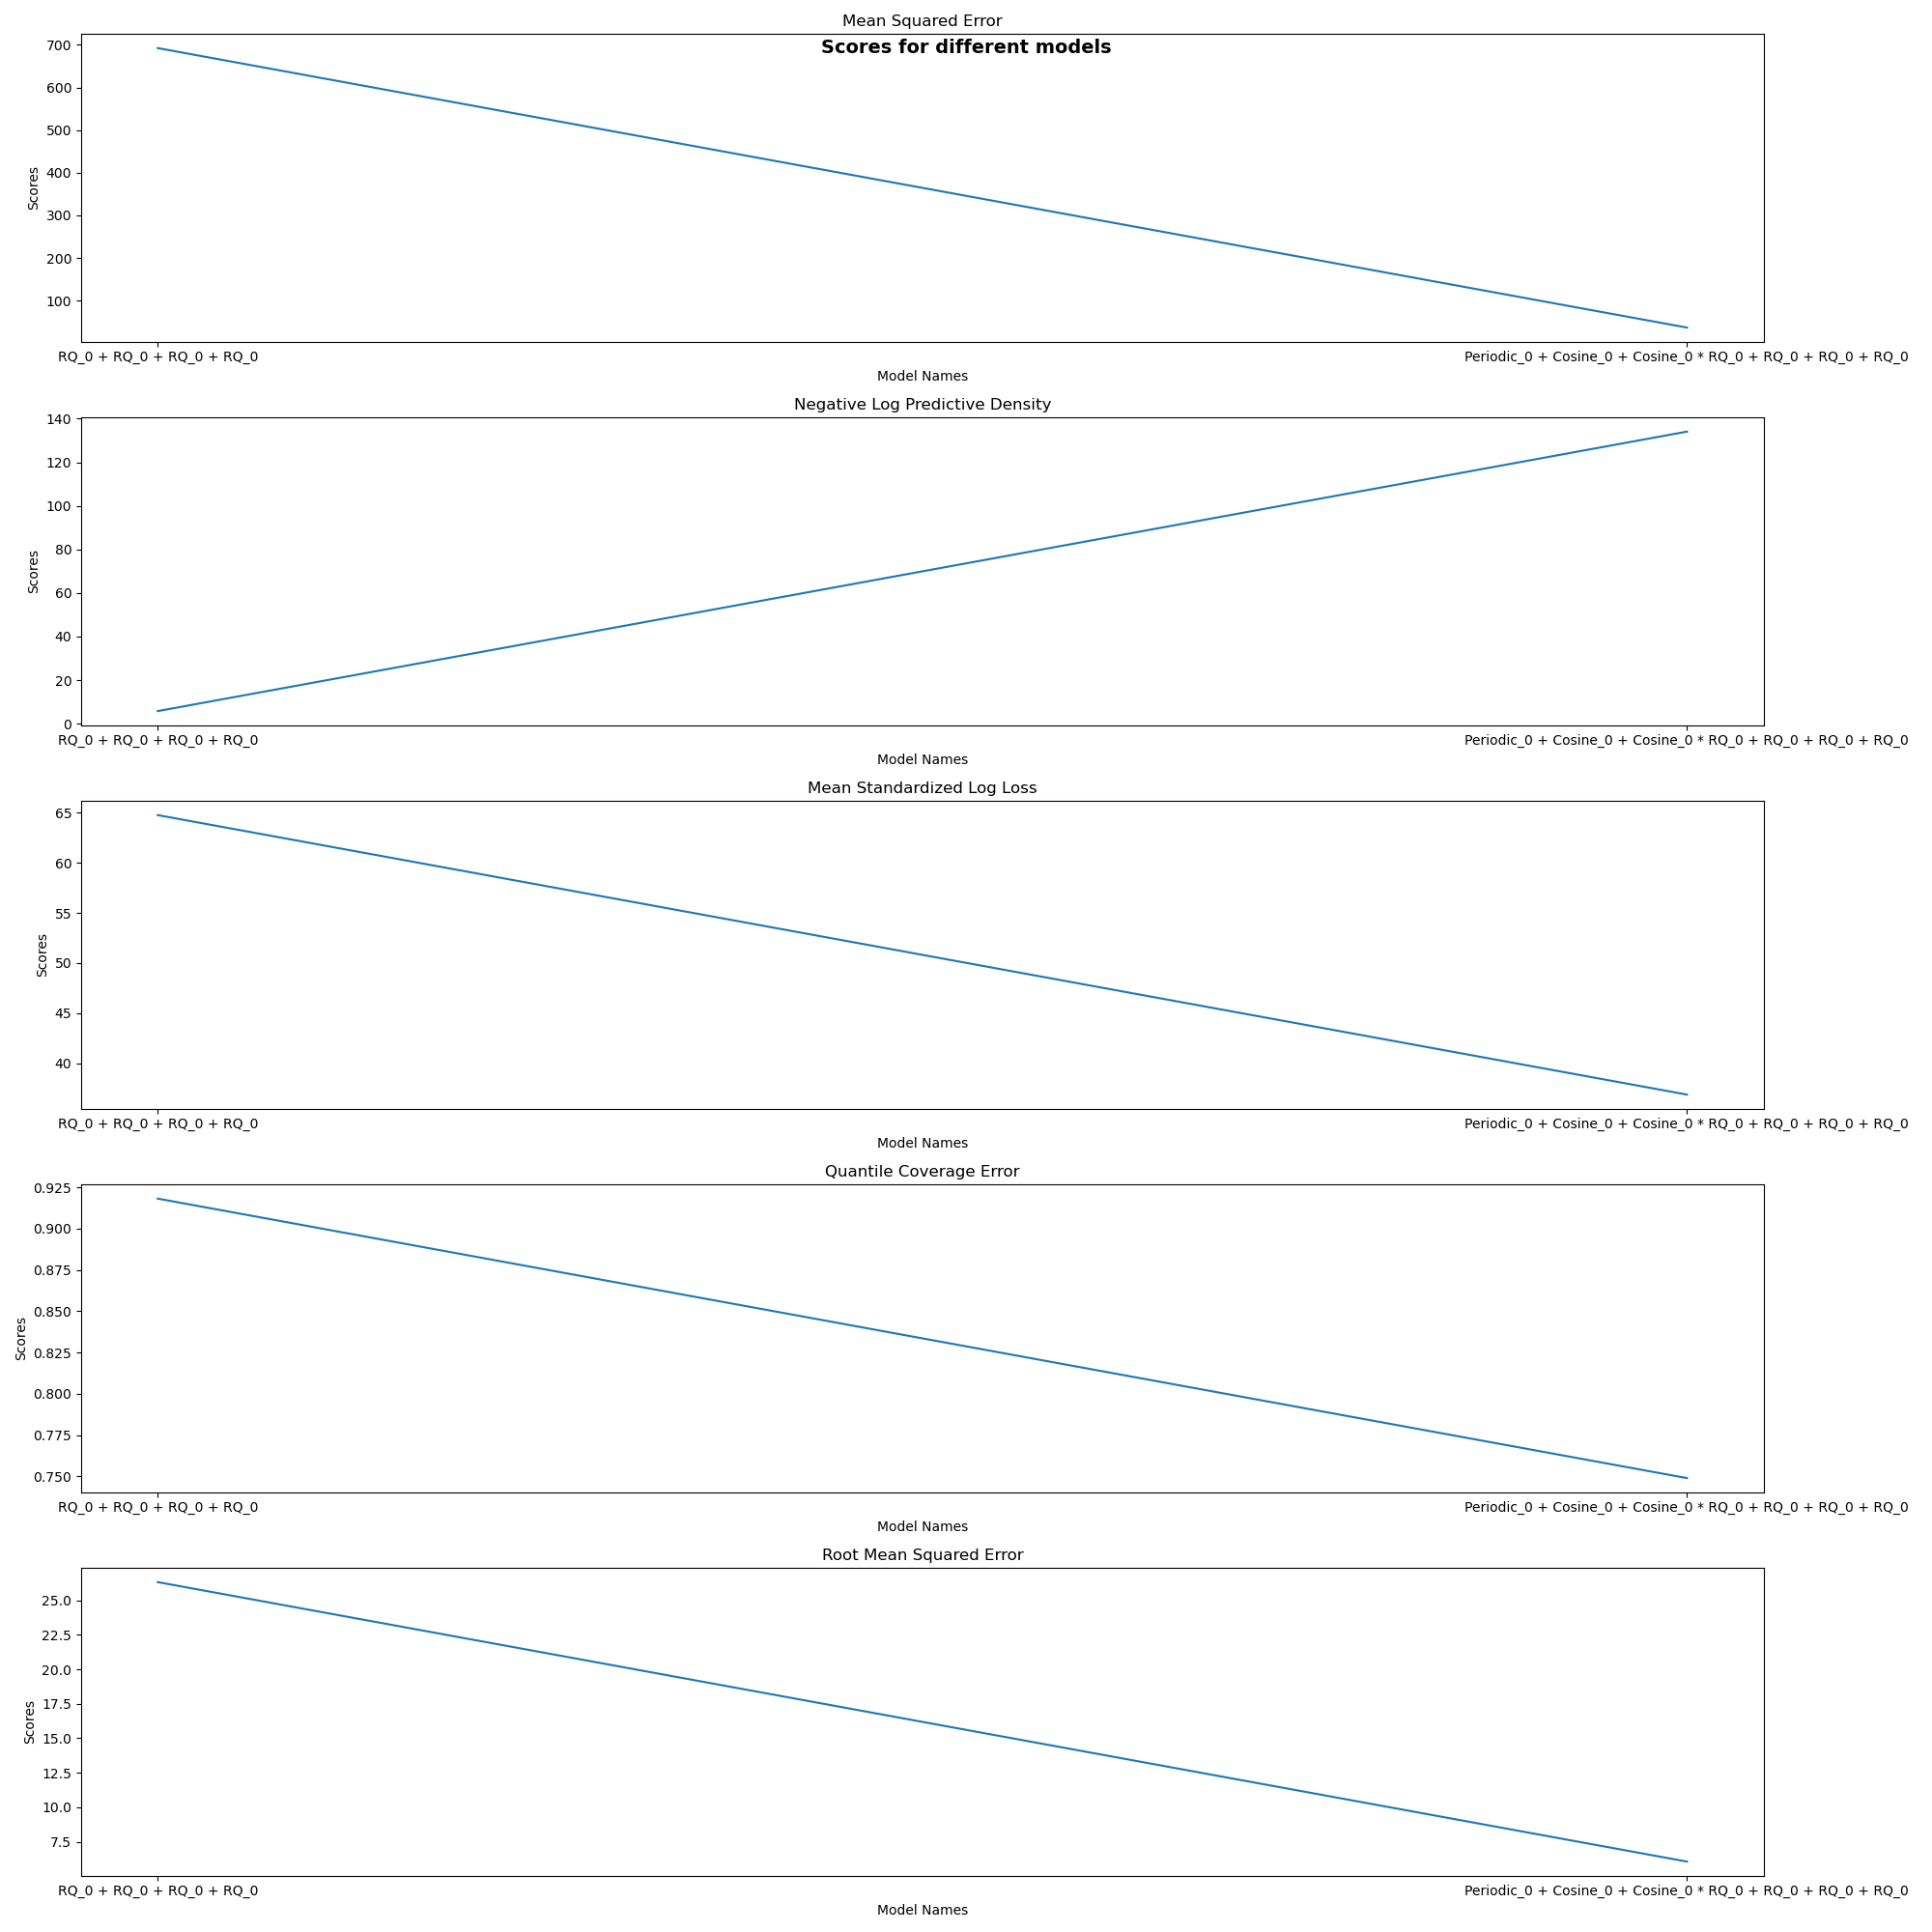 Mean Squared Error
Scores for different models
700
600
500
400
300
200
100
Scores
RQ_0 + RQ_0 + RQ_0 + RQ_0
Periodic_0 + Cosine_0 + Cosine_0 * RQ_0 + RQ_0 + RQ_0 + RQ_0
Model Names
Negative Log Predictive Density
140
120
100
80
60
40
20
0
Scores
RQ_0 + RQ_0 + RQ_0 + RQ_0
Periodic_0 + Cosine_0 + Cosine_0 * RQ_0 + RQ_0 + RQ_0 + RQ_0
Model Names
Mean Standardized Log Loss
65
60
55
50
45
40
Scores
RQ_0 + RQ_0 + RQ_0 + RQ_0
Periodic_0 + Cosine_0 + Cosine_0 * RQ_0 + RQ_0 + RQ_0 + RQ_0
Model Names
Quantile Coverage Error
0.925
0.900
0.875
0.850
0.825
0.800
0.775
0.750
Scores
RQ_0 + RQ_0 + RQ_0 + RQ_0
Periodic_0 + Cosine_0 + Cosine_0 * RQ_0 + RQ_0 + RQ_0 + RQ_0
Model Names
Root Mean Squared Error
25.0
22.5
20.0
17.5
15.0
12.5
10.0
7.5
Scores
RQ_0 + RQ_0 + RQ_0 + RQ_0
Periodic_0 + Cosine_0 + Cosine_0 * RQ_0 + RQ_0 + RQ_0 + RQ_0
Model Names